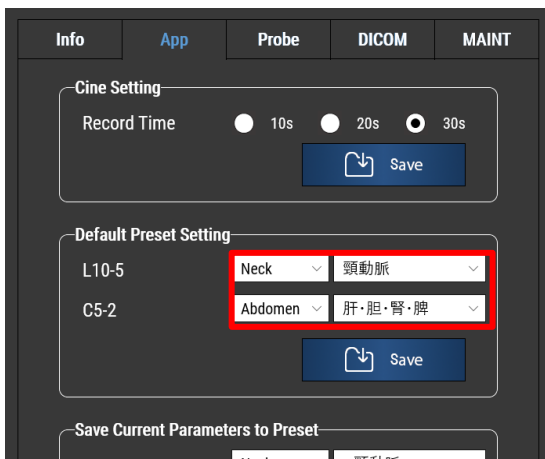 Info App Probe DICOM MAINT
Cine Setting
Record Time 10s 20s 30s
Save
Default Preset Setting
L10-5 Neck 頸動脈
C5-2 Abdomen 肝・胆・腎・脾
Save
Save Current Parameters to Preset